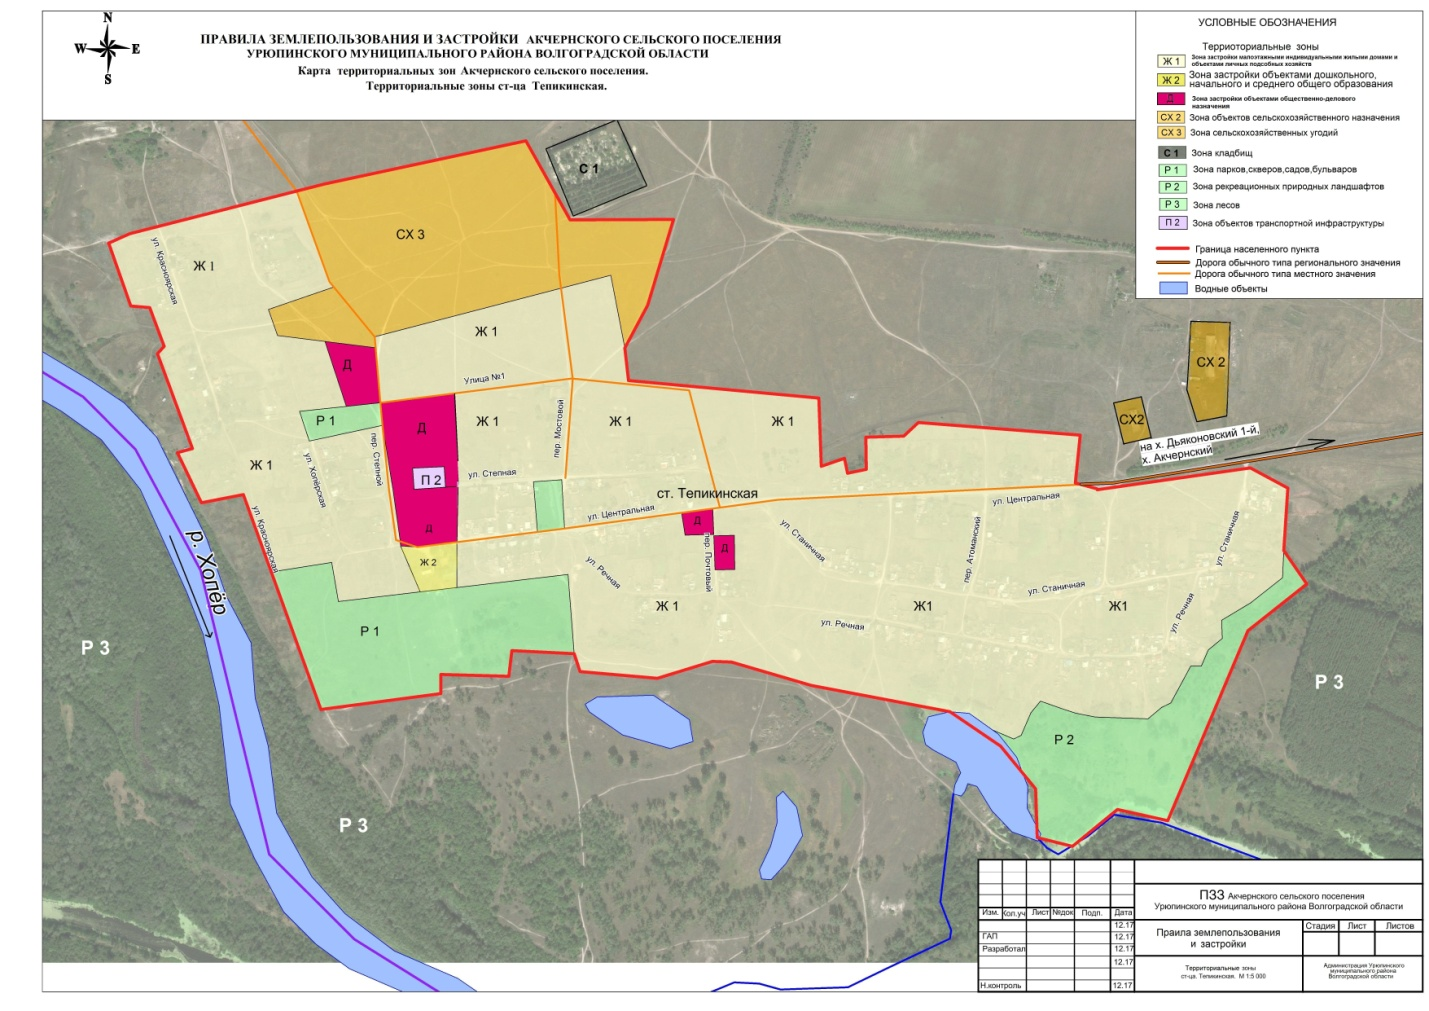 N
W E
S
ПРАВИЛА ЗЕМЛЕПОЛЬЗОВАНИЯ И ЗАСТРОЙКИ АКЧЕРНСКОГО СЕЛЬСКОГО ПОСЕЛЕНИЯ
УРЮПИНСКОГО МУНИЦИПАЛЬНОГО РАЙОНА ВОЛГОГРАДСКОЙ ОБЛАСТИ
Карта территориальных зон Акчернского сельского поселения.
Территориальные зоны ст-ца Тепикинская.
УСЛОВНЫЕ ОБОЗНАЧЕНИЯ
Территориальные зоны
Ж 1 Зона застройки малоэтажными индивидуальными жилыми домами и
объектами личных подсобных хозяйств
Ж 2 Зона застройки объектами дошкольного,
начального и среднего общего образования
Д Зона застройки объектами общественно-делового
назначения
СХ 2 Зона объектов сельскохозяйственного назначения
СХ 3 Зона сельскохозяйственных угодий
С 1 Зона кладбищ
Р 1 Зона парков,скверов,садов,бульваров
Р 2 Зона рекреационных природных ландшафтов
Р 3 Зона лесов
П 2 Зона объектов транспортной инфраструктуры
Граница населенного пункта
Дорога обычного типа регионального значения
Дорога обычного типа местного значения
Водные объекты
С 1
СХ 3
Ж 1
ул. Красноярская
Ж 1
Д
Улица №1
СХ 2
СХ2
на х. Дьяконовский 1-й,
х. Акчернский
Р 1
Д
Ж 1
пер. Мостовой
Ж 1
Ж 1
Ж 1
ул. Хопёрская
пер. Степной
П 2
ул. Степная
ст. Тепикинская
ул. Центральная
ул. Центральная
ул. Красноярская
Д
Д
Д
пер. Почтовый
ул. Станичная
пер. Атоманский
ул. Станичная
ул. Станичная
Ж 2
ул. Речная
р. Хопёр
Ж 1
Ж1
Ж1
ул. Речная
ул. Речная
Р 1
Р 3
Р 3
Р 2
Р 3
ПЗЗ Акчернского сельского поселения
Урюпинского муниципального района Волгоградской области
Изм. Кол.уч Лист №док Подп. Дата
12.17
ГАП 12.17
Разработал 12.17
12.17
Н.контроль 12.17
Праила землепользования
и застройки
Стадия Лист Листов
Территориальные зоны
ст-ца. Тепикинская. М 1:5 000
Администрация Урюпинского
муниципального района
Волгоградской области